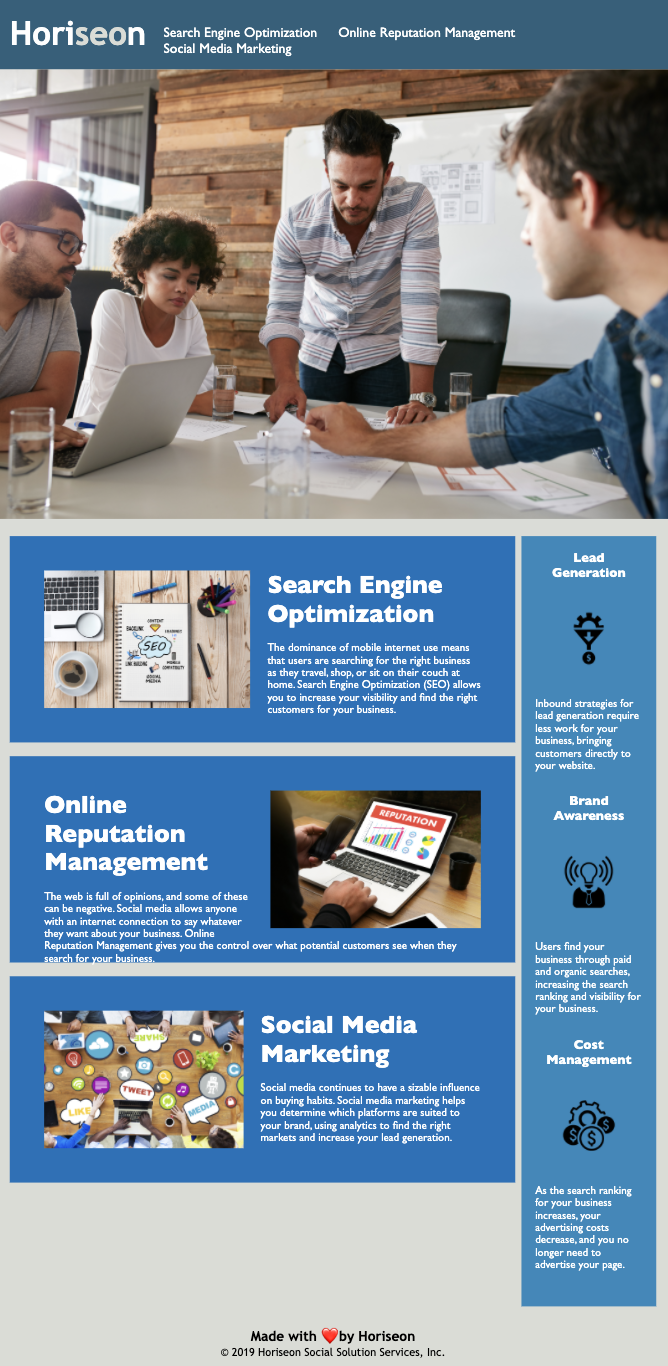 Horiseon
Search Engine Optimization
Online Reputation Management
Social Media Marketing
Search Engine
Optimization
The dominance of mobile internet use means
that users are searching for the right business
as they travel, shop, or sit on their couch at
home. Search Engine Optimization (SEO) allows
you to increase your visibility and find the right
customers for your business.
CONTENT
BACKLINK
SEO
LINK BUILDING
SOCIAL
MEDIA
Online
Reputation
Management
The web is full of opinions, and some of these
can be negative. Social media allows anyone
with an internet connection to say whatever
they want about your business. Online
Reputation Management gives you the control over what potential customers see when they
search for your business.
REPUTATION
Social Media
Marketing
Social media continues to have a sizable influence
on buying habits. Social media marketing helps
you determine which platforms are suited to
your brand, using analytics to find the right
markets and increase your lead generation.
SHARE
TWEET
LIKE
MEDIA
Lead
Generation
Inbound strategies for
lead generation require
less work for your
business, bringing
customers directly to
your website.
Brand
Awareness
Users find your
business through paid
and organic searches,
increasing the search
ranking and visibility for
your business.
Cost
Management
As the search ranking
for your business
increases, your
advertising costs
decrease, and you no
longer need to
advertise your page.
Made with ❤️by Horiseon
© 2019 Horiseon Social Solution Services, Inc.